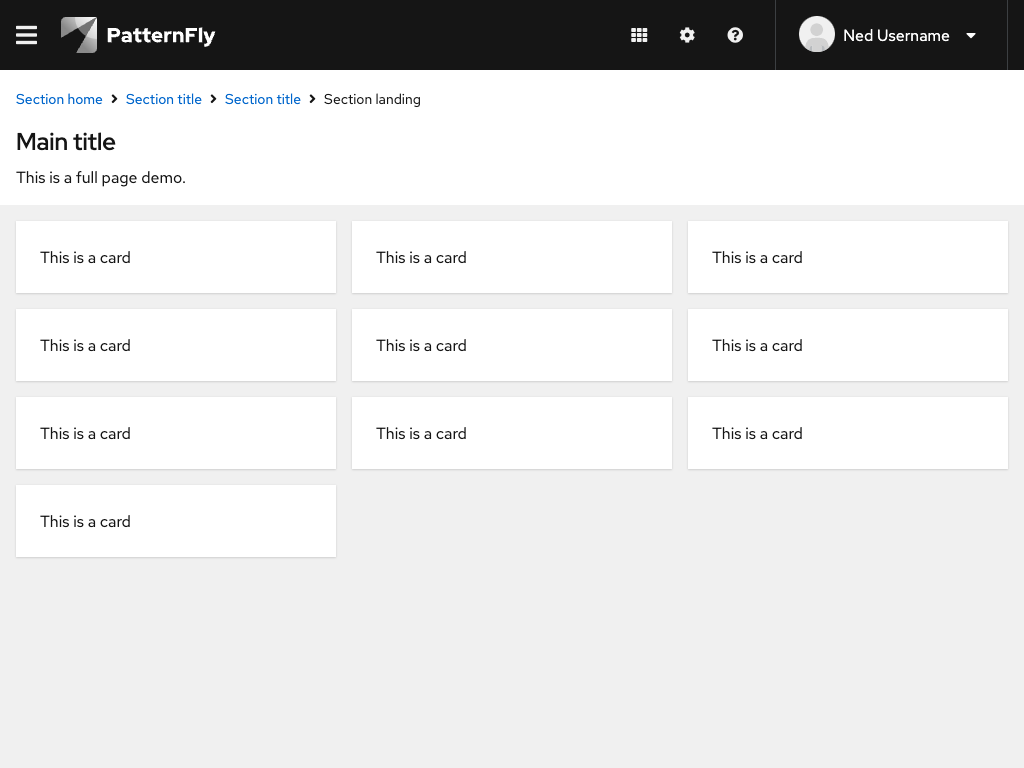 PatternFly Ned Username
Section home Section title Section title Section landing
Main title
This is a full page demo.
This is a card This is a card This is a card
This is a card This is a card This is a card
This is a card This is a card This is a card
This is a card